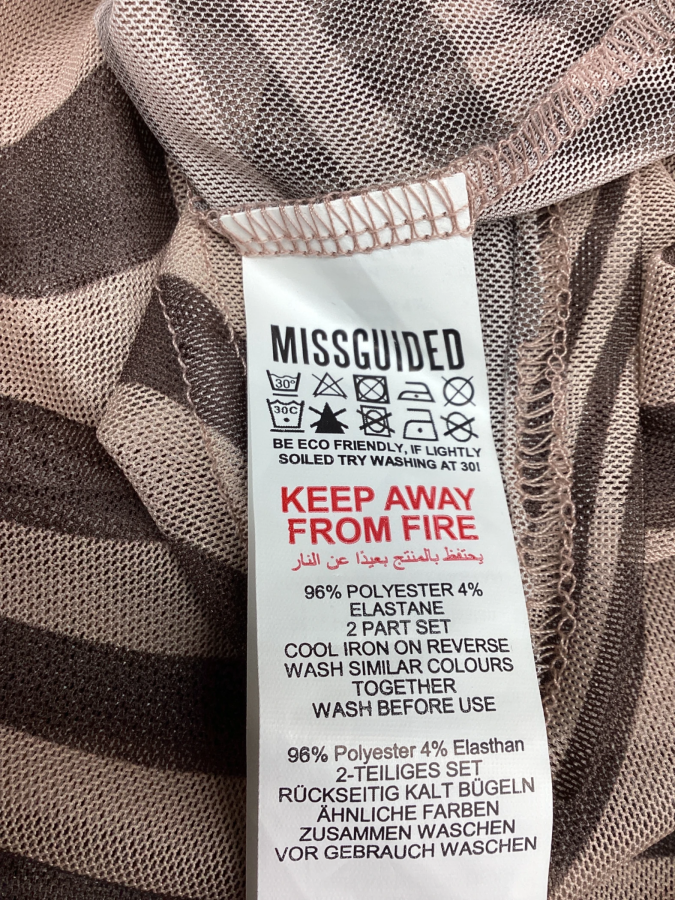 MISSGUIDED
30°
30C
BE ECO FRIENDLY, IF LIGHTLY
SOILED TRY WASHING AT 30!
KEEP AWAY
FROM FIRE
يحتفظ بالمنتج بعيدًا عن النار
96% POLYESTER 4%
ELASTANE
2 PART SET
COOL IRON ON REVERSE
WASH SIMILAR COLOURS
TOGETHER
WASH BEFORE USE
96% Polyester 4% Elasthan
2-TEILIGES SET
RÜCKSEITIG KALT BÜGELN
ÄHNLICHE FARBEN
ZUSAMMEN WASCHEN
VOR GEBRAUCH WASCHEN